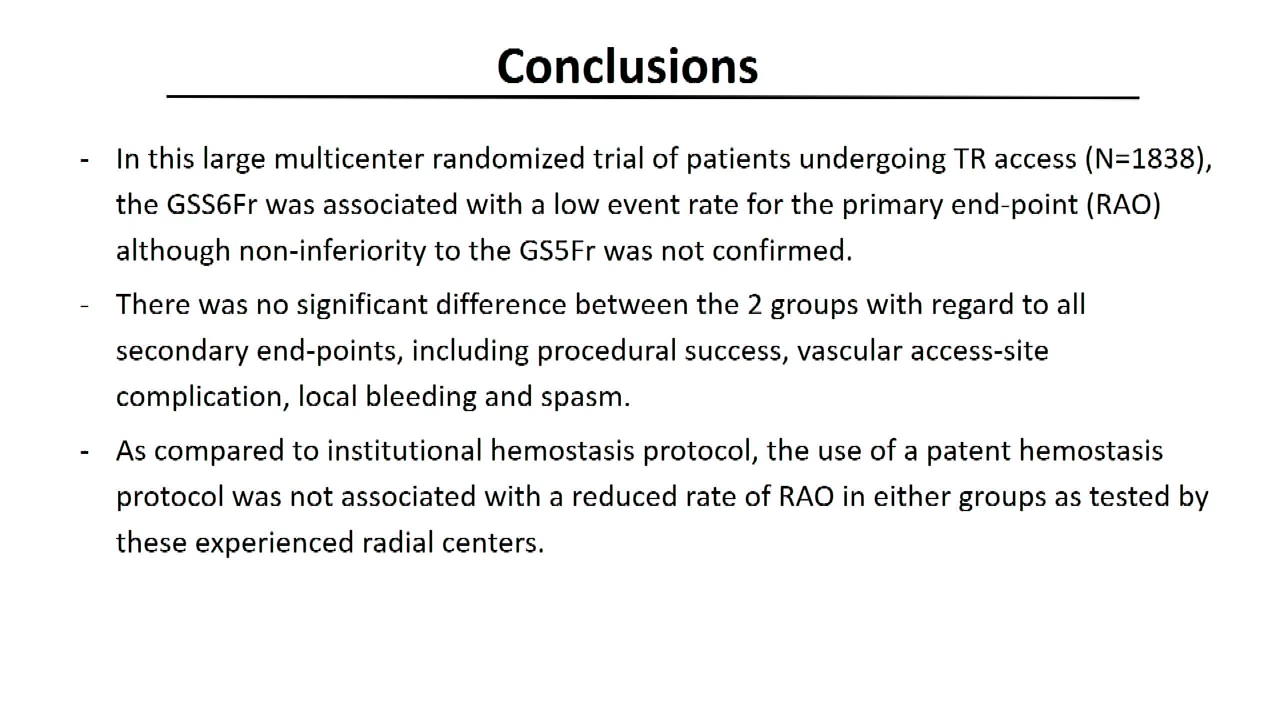 Conclusions
- In this large multicenter randomized trial of patients undergoing TR access (N=1838),
the GSS6Fr was associated with a low event rate for the primary end-point (RAO)
although non-inferiority to the GS5Fr was not confirmed.
- There was no significant difference between the 2 groups with regard to all
secondary end-points, including procedural success, vascular access-site
complication, local bleeding and spasm.
- As compared to institutional hemostasis protocol, the use of a patent hemostasis
protocol was not associated with a reduced rate of RAO in either groups as tested by
these experienced radial centers.